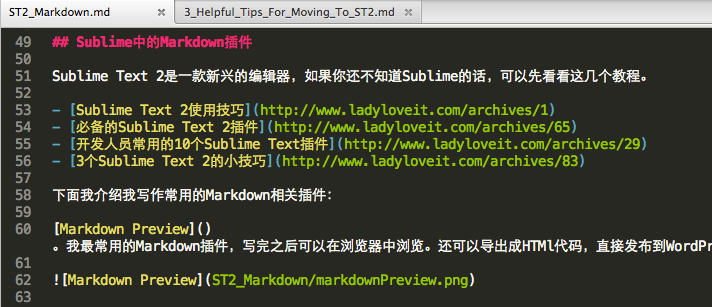 ST2_Markdown.md 3_Helpful_Tips_For_Moving_To_ST2.md
49 ## Sublime中的Markdown插件
50
51 Sublime Text 2是一款新兴的编辑器，如果你还不知道Sublime的话，可以先看看这几个教程。
52
53 - [Sublime Text 2使用技巧](http://www.ladyloveit.com/archives/1)
54 - [必备的Sublime Text 2插件](http://www.ladyloveit.com/archives/65)
55 - [开发人员常用的10个Sublime Text插件](http://www.ladyloveit.com/archives/29)
56 - [3个Sublime Text 2的小技巧](http://www.ladyloveit.com/archives/83)
57
58 下面我介绍我写作常用的Markdown相关插件：
59
60 [Markdown Preview]()
。我最常用的Markdown插件，写完之后可以在浏览器中浏览。还可以导出成HTMl代码，直接发布到WordPr
61
62 ![Markdown Preview](ST2_Markdown/markdownPreview.png)
63